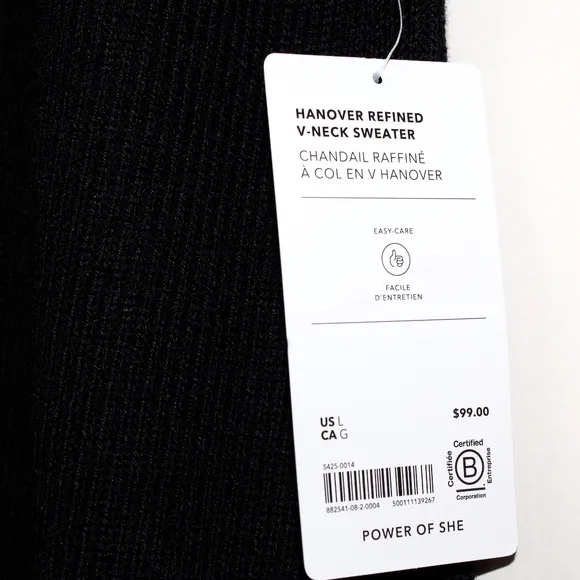 HANOVER REFINED
V-NECK SWEATER
CHANDAIL RAFFINÉ
À COL EN V HANOVER
EASY-CARE
FACILE
D'ENTRETIEN
US L
CA G
$99.00
S425-0014
882541-08-2-0004 500111139267
Certified
Certifiée
B
Entreprise
Corporation
POWER OF SHE